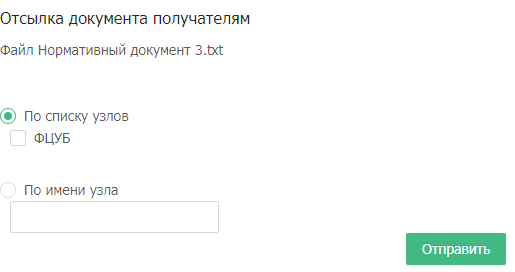 Отсылка документа получателям
Файл Нормативный документ 3.txt
По списку узлов
ФЦУБ
По имени узла
Отправить